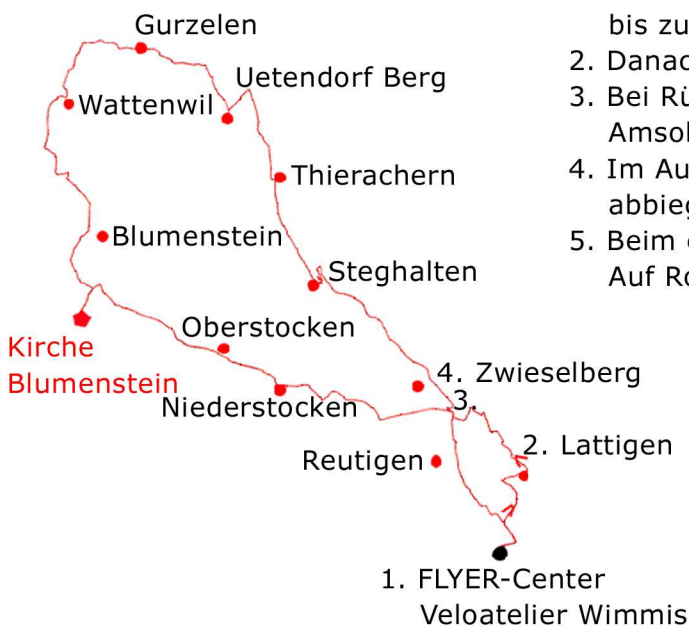 Gurzelen
Uetendorf Berg
Wattenwil
Thierachern
Blumenstein
Steghalten
Oberstocken
Kirche
Blumenstein
4. Zwieselberg
Niederstocken
3.
2. Lattigen
Reutigen
1. FLYER-Center
Veloatelier Wimmis
bis zu
2. Danac
3. Bei Rü
Amsol
4. Im Au
abbieg
5. Beim
Auf Ro